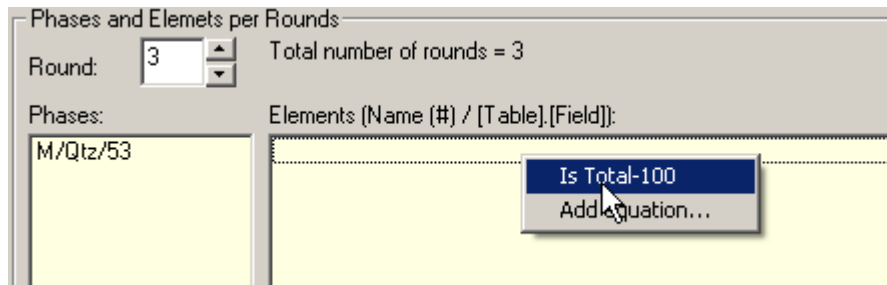 Phases and Elemets per Rounds
Round:
3
Total number of rounds = 3
Phases:
Elements (Name (#) / [Table].[Field]):
M/Qtz/53
Is Total-100
Add equation...